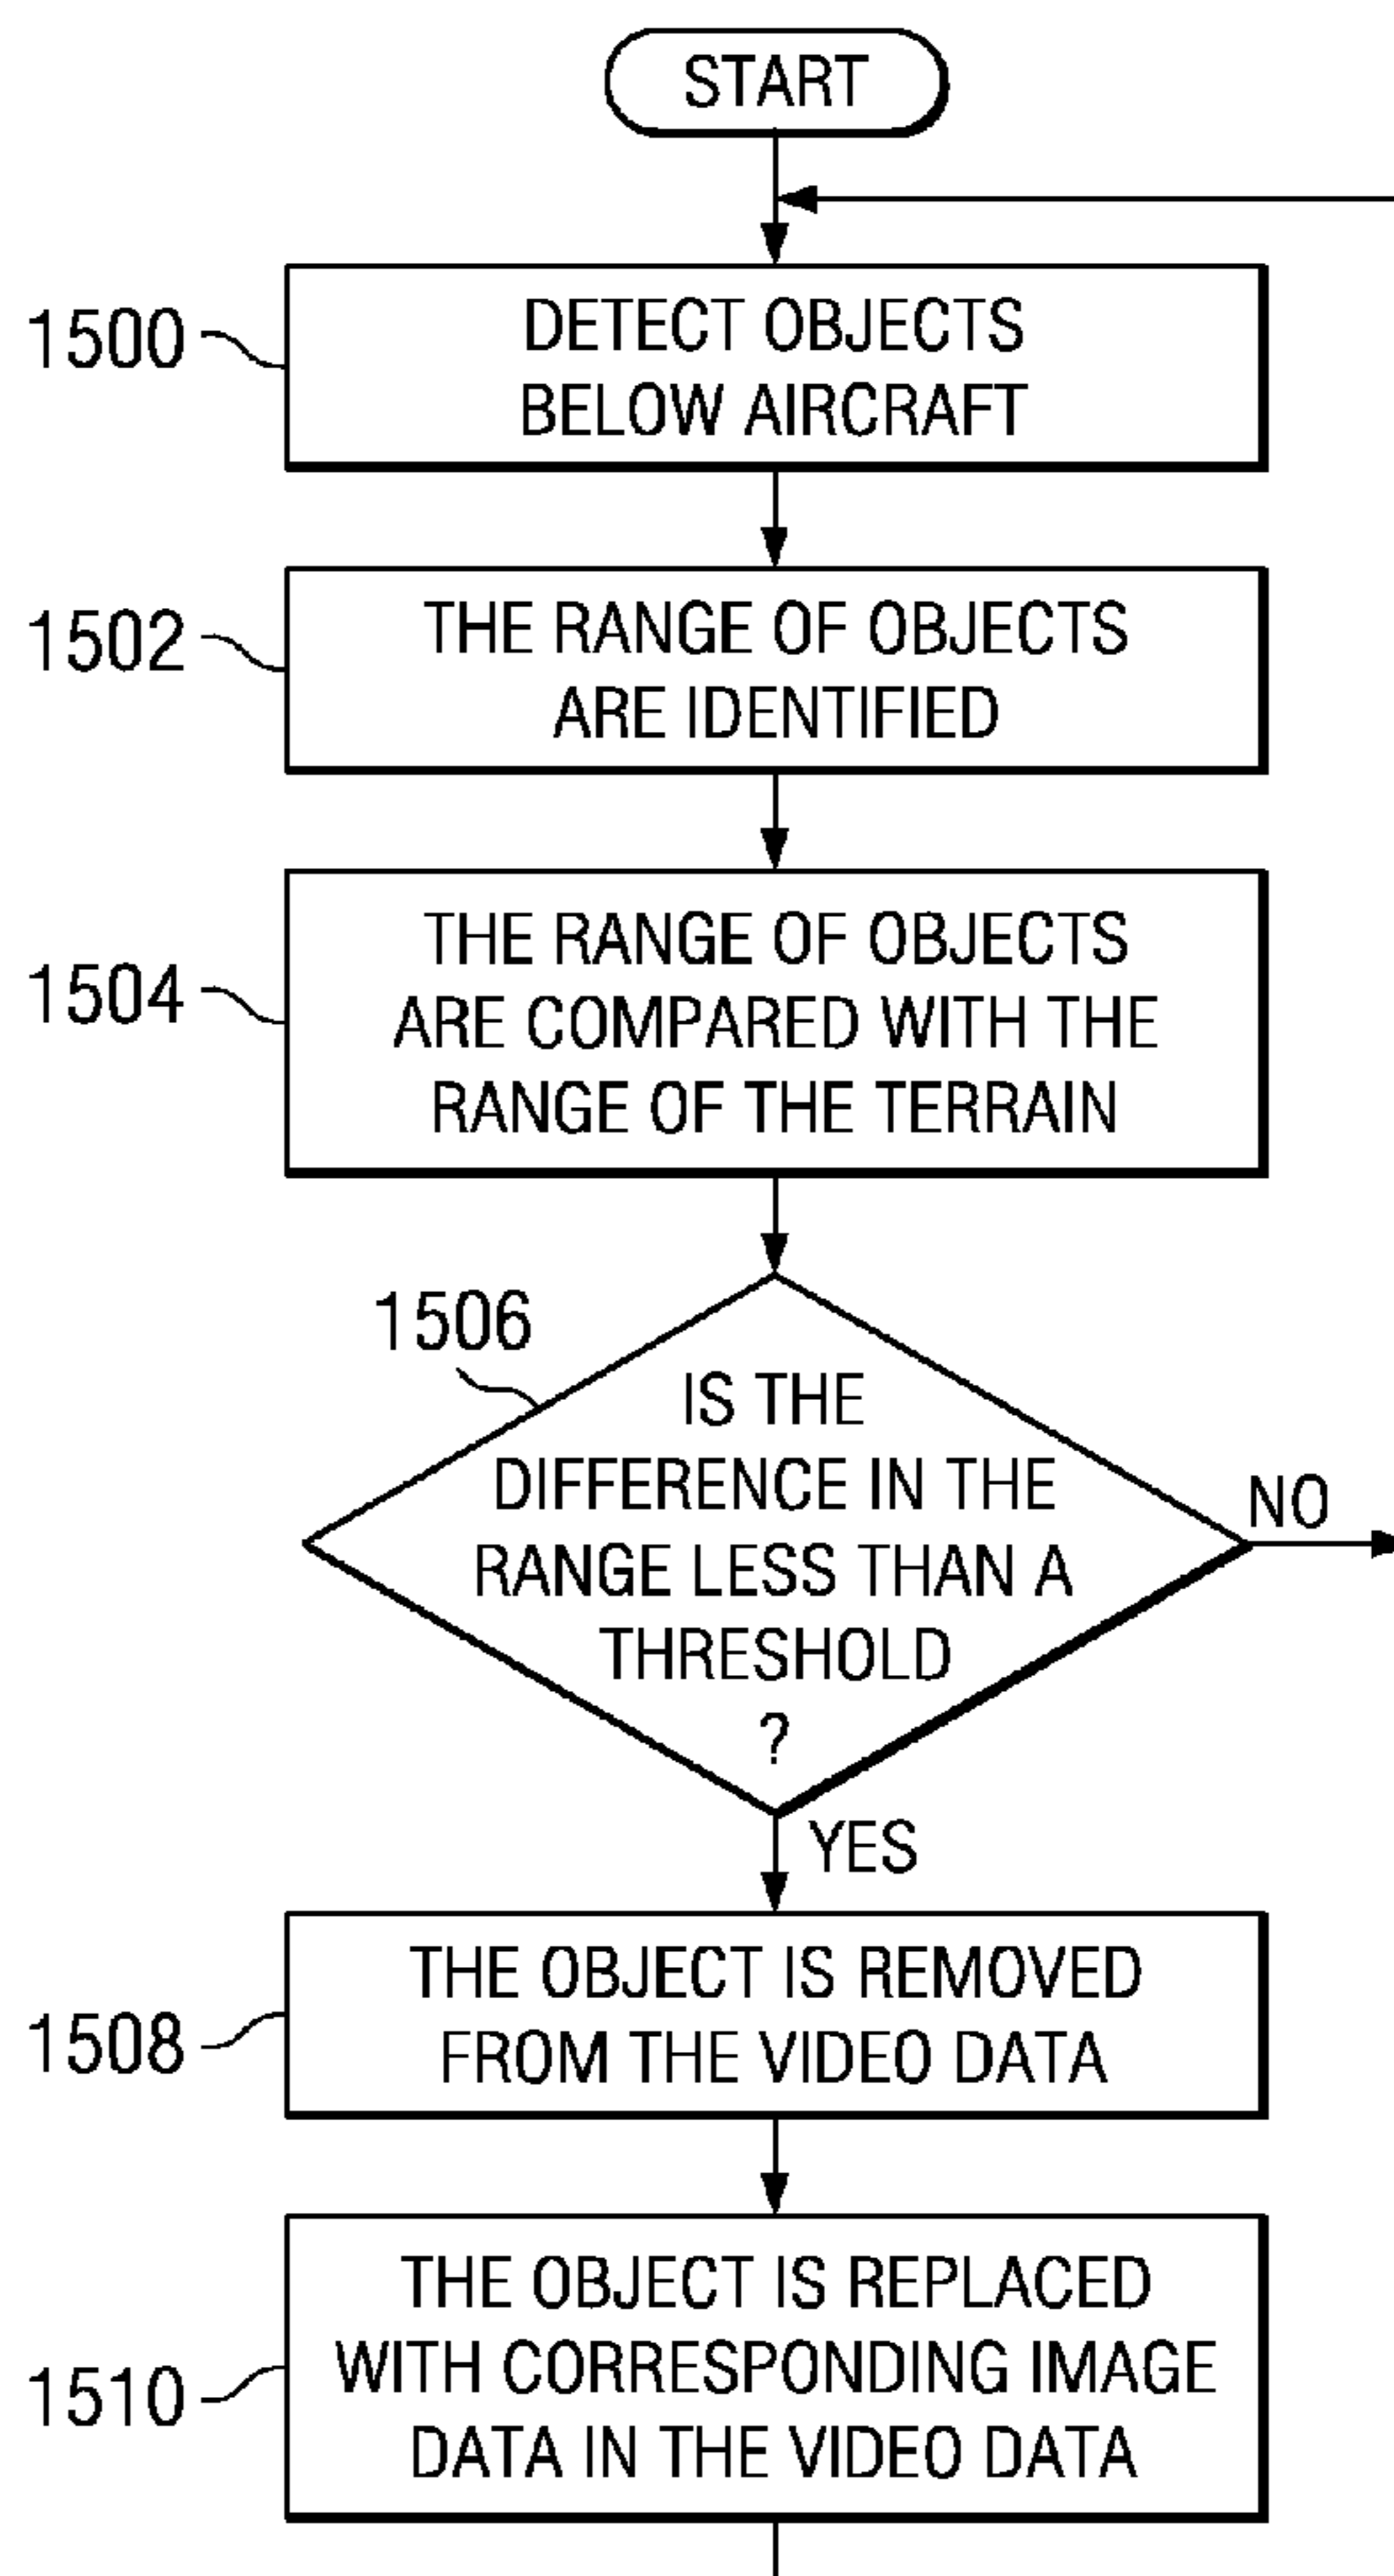 START
1500
DETECT OBJECTS
BELOW AIRCRAFT
1502
THE RANGE OF OBJECTS
ARE IDENTIFIED
1504
THE RANGE OF OBJECTS
ARE COMPARED WITH THE
RANGE OF THE TERRAIN
1506
IS THE
DIFFERENCE IN THE
RANGE LESS THAN A
THRESHOLD
?
NO
YES
1508
THE OBJECT IS REMOVED
FROM THE VIDEO DATA
1510
THE OBJECT IS REPLACED
WITH CORRESPONDING IMAGE
DATA IN THE VIDEO DATA